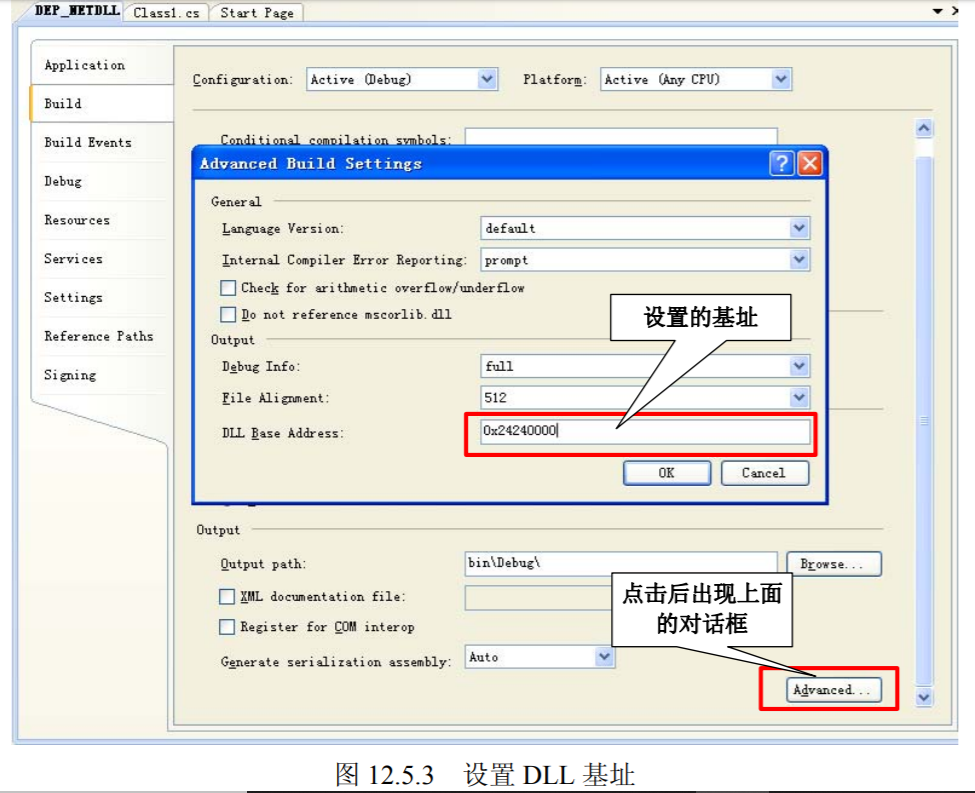 DEP_NETDLL Class1.cs Start Page
Application
Build
Build Events
Debug
Resources
Services
Settings
Reference Paths
Signing
Configuration: Active (Debug) Platform: Active (Any CPU)
Conditional compilation symbols:
Advanced Build Settings
General
Language Version: default
Internal Compiler Error Reporting: prompt
Check for arithmetic overflow/underflow
Do not reference mscorlib.dll
设置的基址
Output
Debug Info: full
File Alignment: 512
DLL Base Address: 0x24240000
OK Cancel
Output
Output path: bin\Debug\ Browse...
XML documentation file:
Register for COM interop
点击后出现上面
的对话框
Generate serialization assembly: Auto
Advanced...
图 12.5.3 设置 DLL 基址